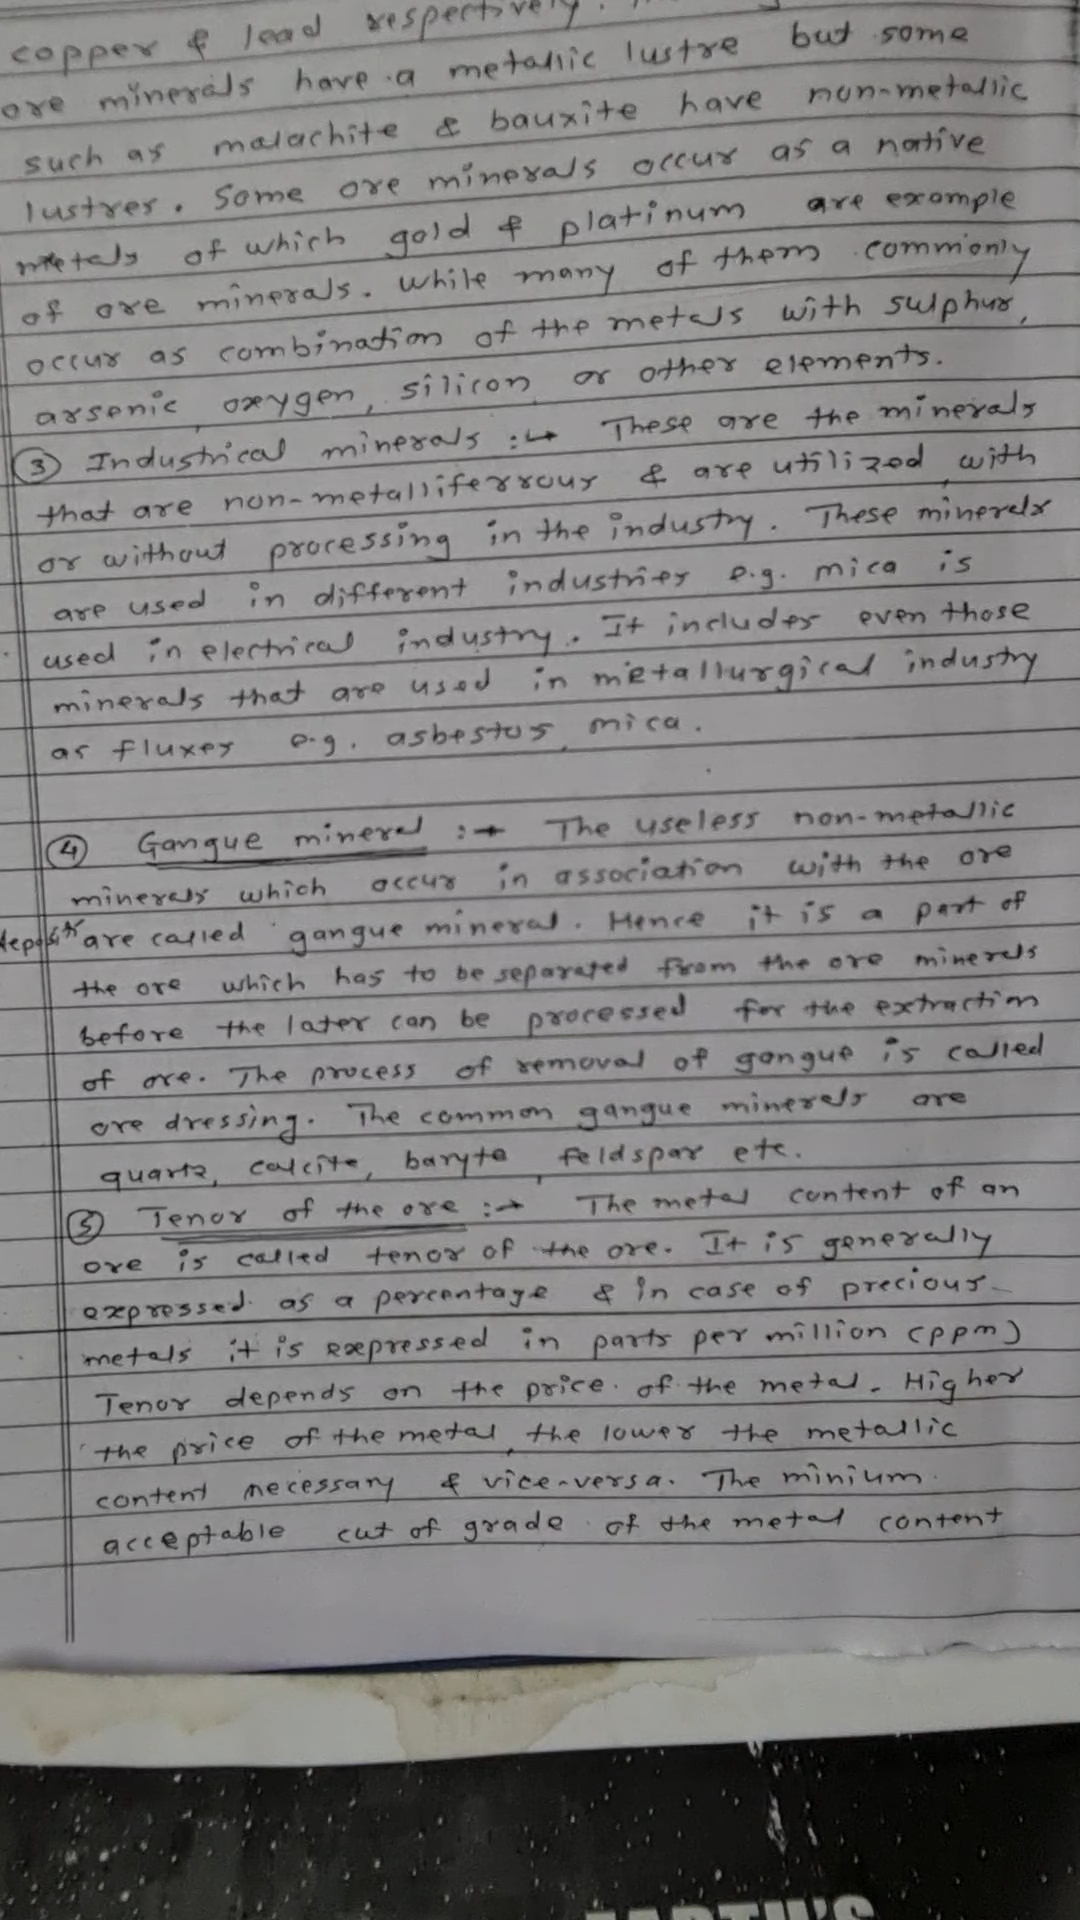 copper & lead respectively.
ore minerals have a metallic lustre but some
such as malachite & bauxite have non-metallic
lustres. Some ore minerals occur as a native
metals of which gold & platinum are example
of ore minerals. While many of them commonly
occur as combination of the metals with sulphur,
arsenic, oxygen, silicon or other elements.
③ Industrical minerals :↦ These are the minerals
that are non-metalliferrous & are utilized, with
or without processing in the industry. These minerals
are used in different industries e.g. mica is
used in electrical industry. It includes even those
minerals that are used in metallurgical industry
as fluxes e.g. asbestos, mica.
④ Gangue mineral :→ The useless non-metallic
minerals which occur in association with the ore
deposits are called gangue mineral. Hence it is a part of
the ore which has to be separated from the ore minerals
before the later can be processed for the extraction
of ore. The process of removal of gangue is called
ore dressing. The common gangue minerals are
quartz, calcite, baryte, feldspar etc.
⑤ Tenor of the ore :→ The metal content of an
ore is called tenor of the ore. It is generally
expressed as a percentage & in case of precious
metals it is expressed in parts per million (ppm)
Tenor depends on the price of the metal. Higher
the price of the metal, the lower the metallic
content necessary & vice-versa. The minium
acceptable cut of grade of the metal content
EARTH'S